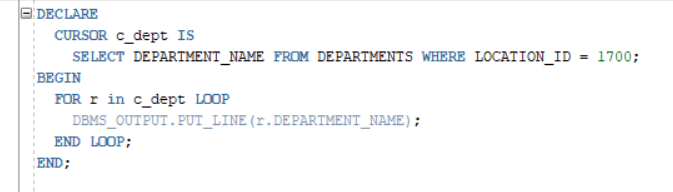 DECLARE
CURSOR c_dept IS
SELECT DEPARTMENT_NAME FROM DEPARTMENTS WHERE LOCATION_ID = 1700;
BEGIN
FOR r in c_dept LOOP
DBMS_OUTPUT.PUT_LINE(r.DEPARTMENT_NAME);
END LOOP;
END;